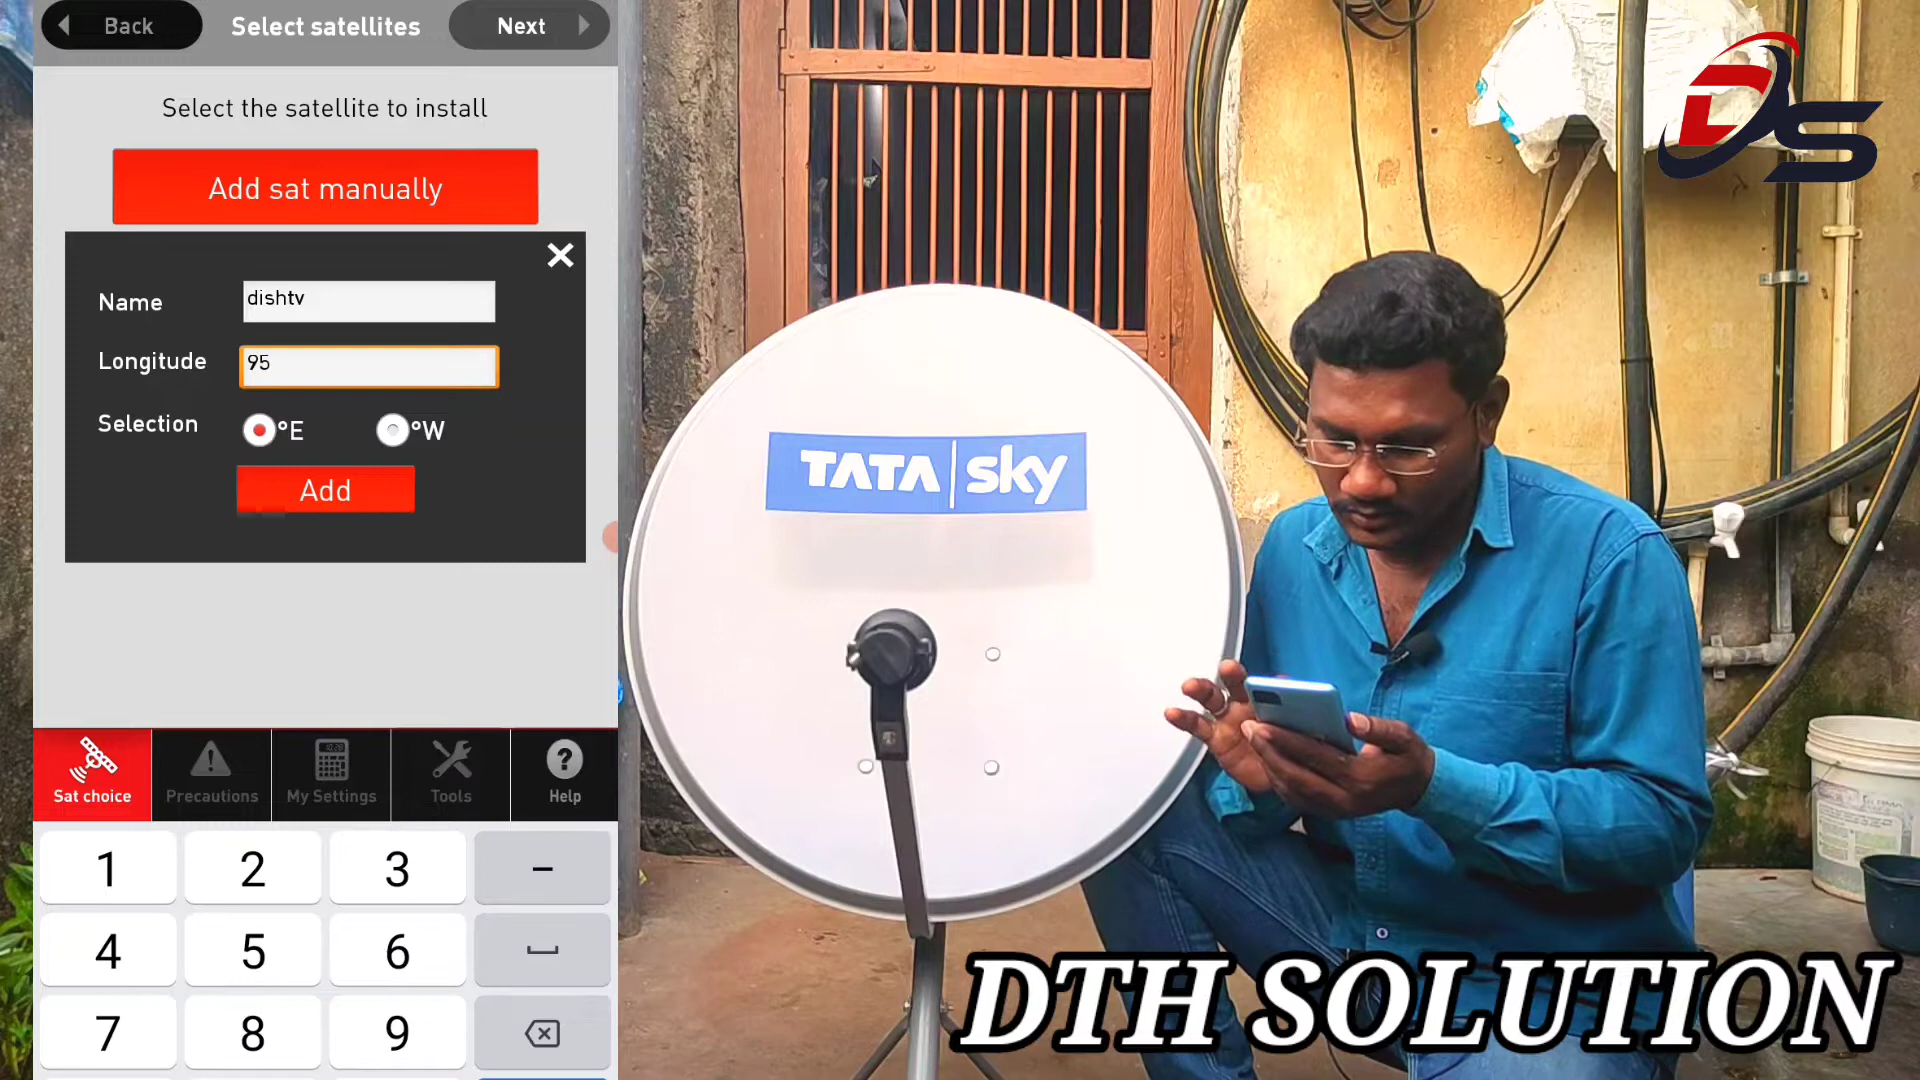 Back
Select satellites
Next
Select the satellite to install
Add sat manually
Name
dishtv
Longitude
95
Selection
°E
°W
Add
Sat choice
Precautions
My Settings
Tools
Help
1
2
3
-
4
5
6
7
8
9
TATA sky
DS
DTH SOLUTION